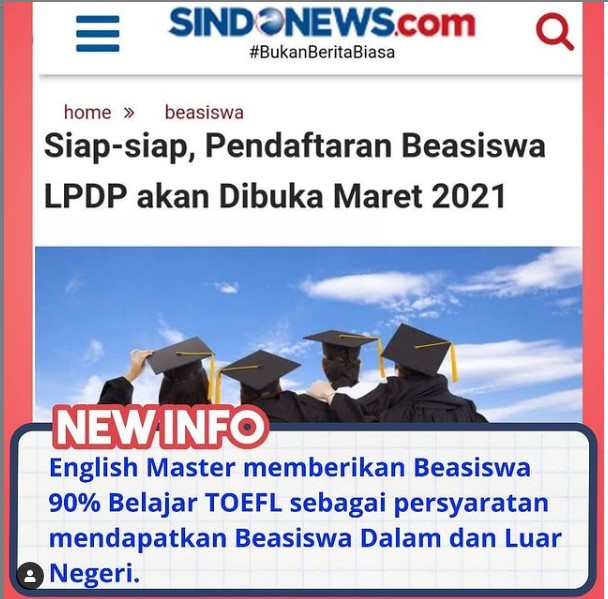 SINDONEWS.com
#BukanBeritaBiasa
home » beasiswa
Siap-siap, Pendaftaran Beasiswa
LPDP akan Dibuka Maret 2021
NEW INFO
English Master memberikan Beasiswa
90% Belajar TOEFL sebagai persyaratan
mendapatkan Beasiswa Dalam dan Luar
Negeri.